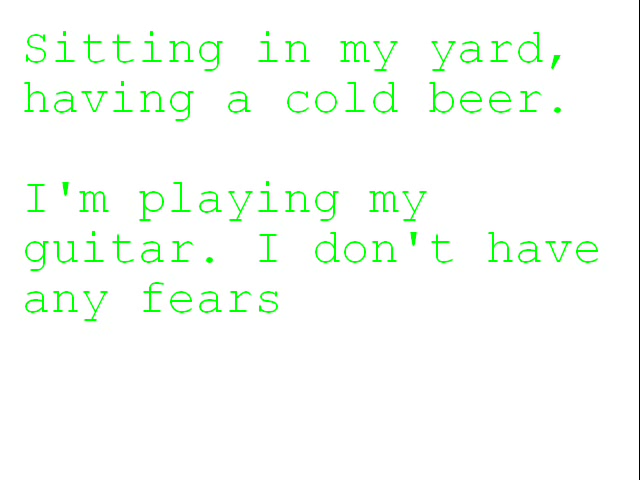 Sitting in my yard,
having a cold beer.
I'm playing my
guitar. I don't have
any fears